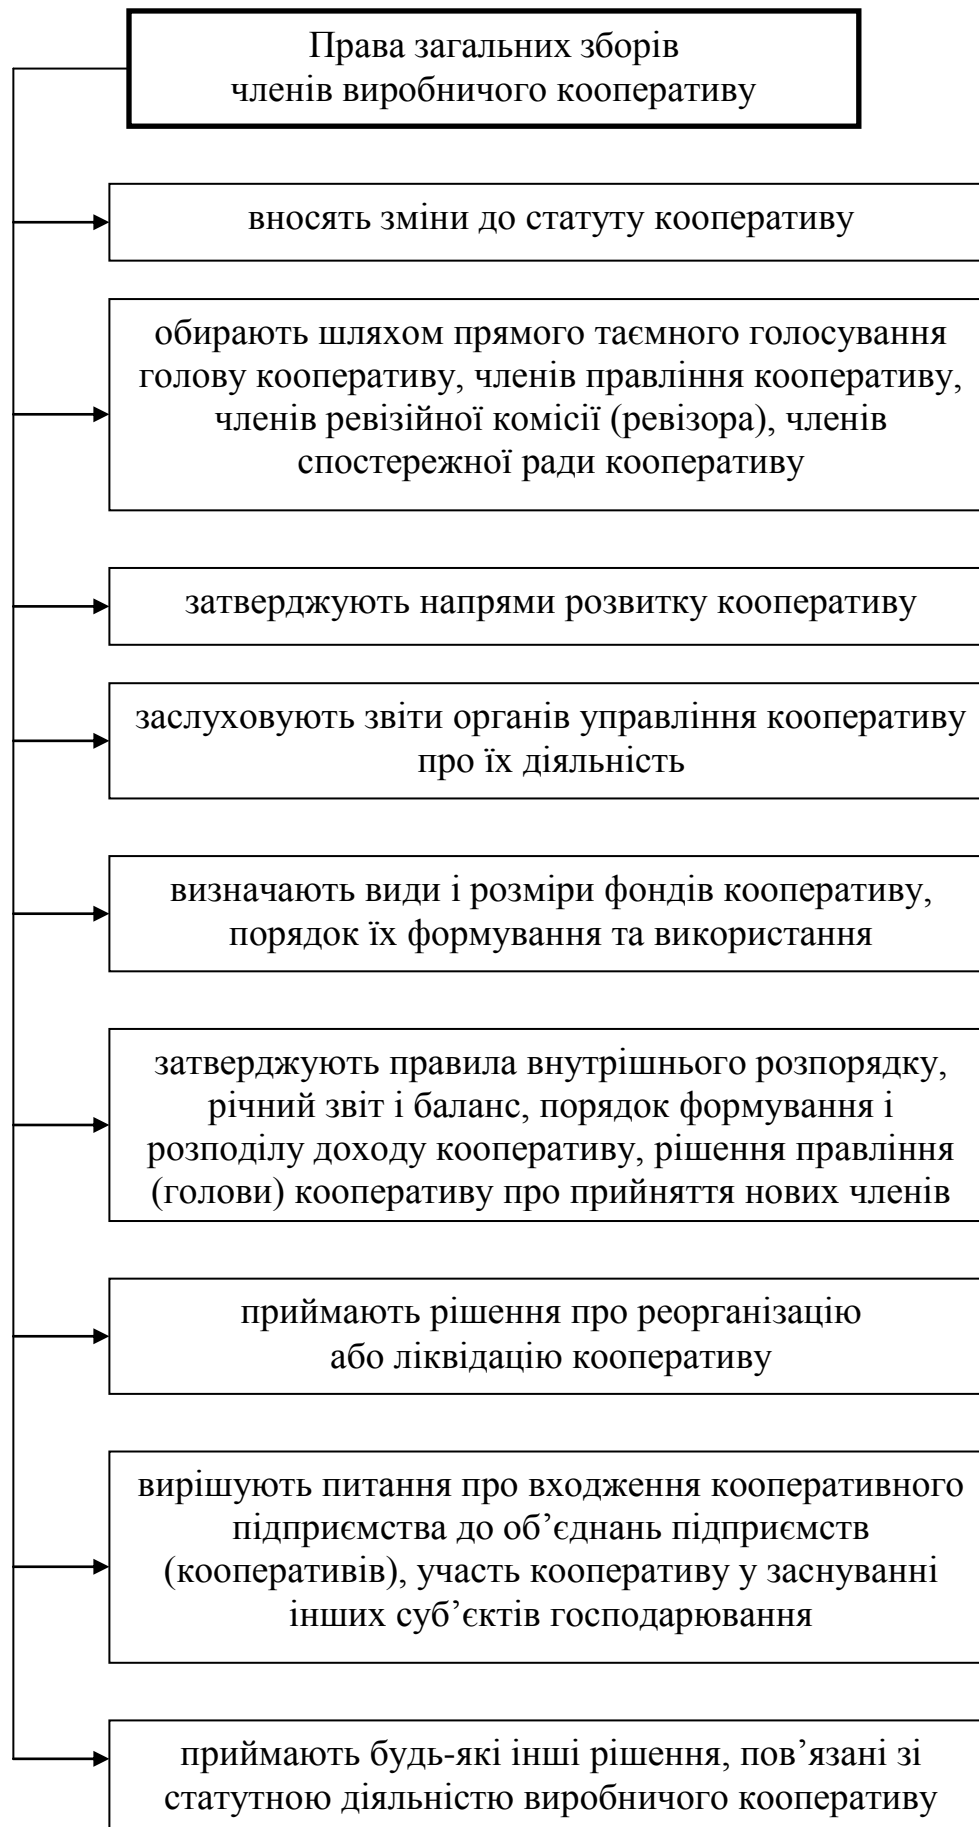 Права загальних зборів
членів виробничого кооперативу
вносять зміни до статуту кооперативу
обирають шляхом прямого таємного голосування
голову кооперативу, членів правління кооперативу,
членів ревізійної комісії (ревізора), членів
спостережної ради кооперативу
затверджують напрями розвитку кооперативу
заслуховують звіти органів управління кооперативу
про їх діяльність
визначають види і розміри фондів кооперативу,
порядок їх формування та використання
затверджують правила внутрішнього розпорядку,
річний звіт і баланс, порядок формування і
розподілу доходу кооперативу, рішення правління
(голови) кооперативу про прийняття нових членів
приймають рішення про реорганізацію
або ліквідацію кооперативу
вирішують питання про входження кооперативного
підприємства до об’єднань підприємств
(кооперативів), участь кооперативу у заснуванні
інших суб’єктів господарювання
приймають будь-які інші рішення, пов’язані зі
статутною діяльністю виробничого кооперативу